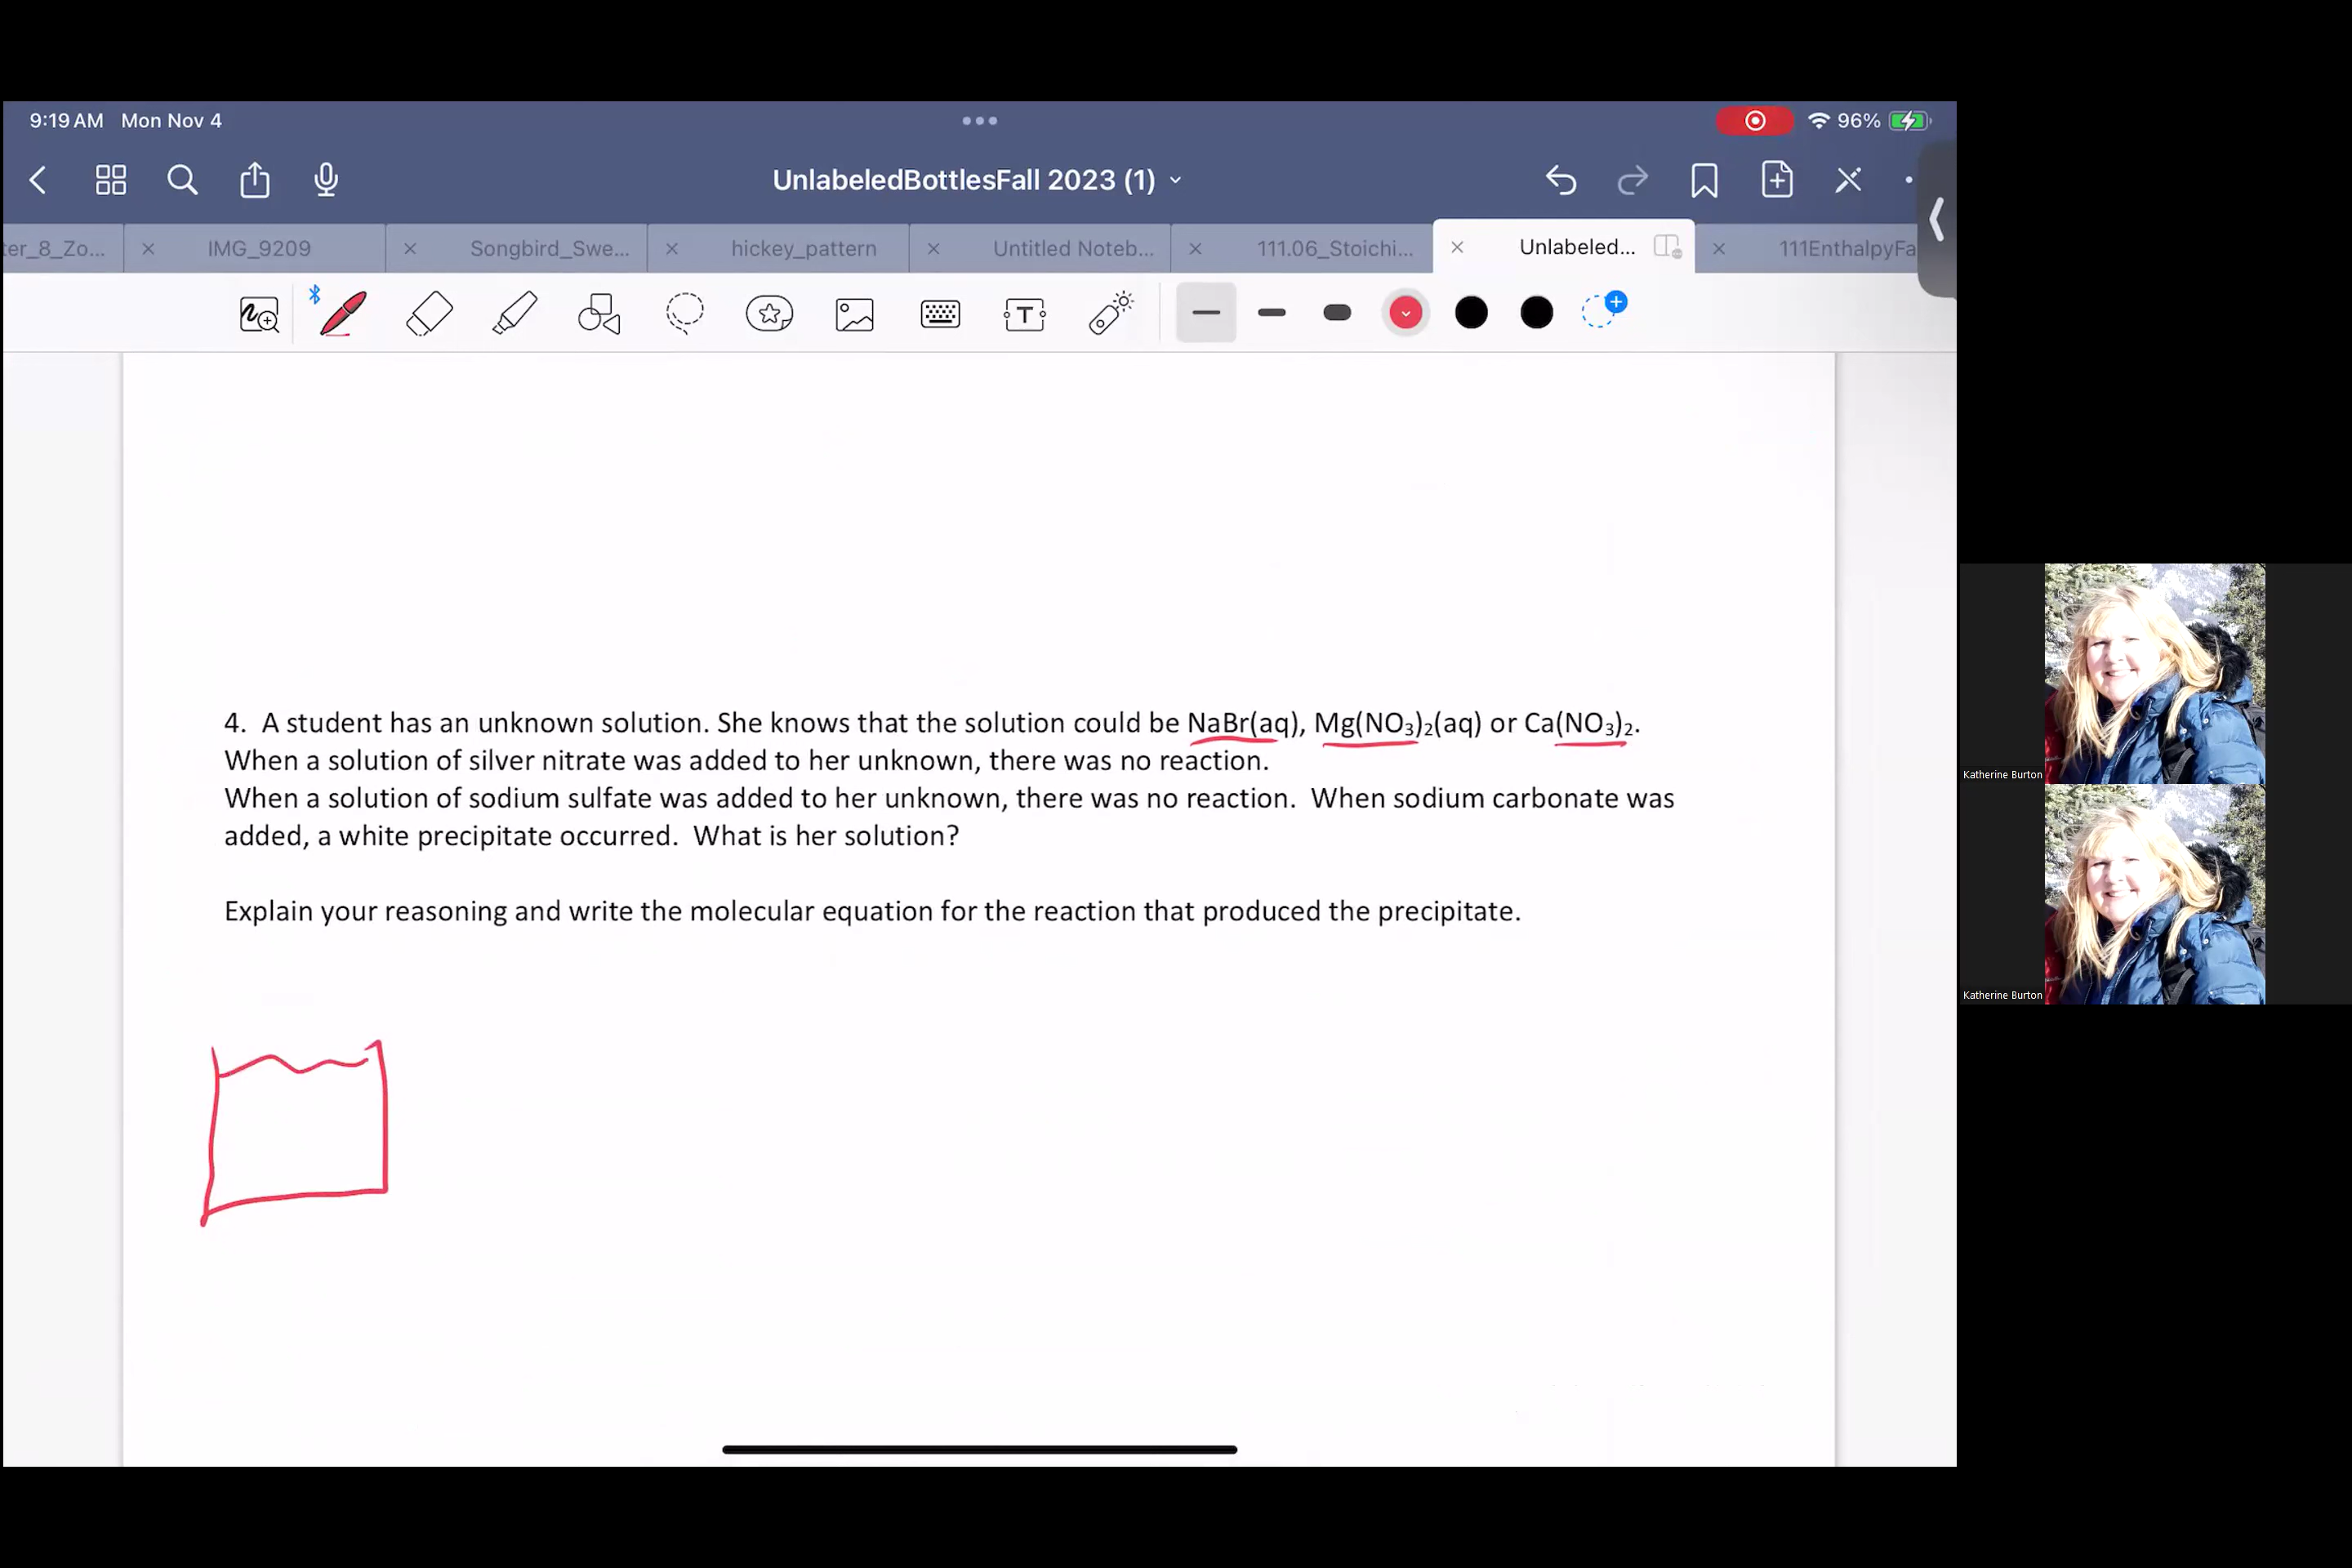 9:19 AM Mon Nov 4
96%
UnlabeledBottlesFall 2023 (1)
ter_8_Zo...
IMG_9209
Songbird_Swe...
hickey_pattern
Untitled Noteb...
111.06_Stoichi...
Unlabeled...
111EnthalpyFa
4. A student has an unknown solution. She knows that the solution could be NaBr(aq), Mg(NO₃)₂(aq) or Ca(NO₃)₂.
When a solution of silver nitrate was added to her unknown, there was no reaction.
When a solution of sodium sulfate was added to her unknown, there was no reaction. When sodium carbonate was
added, a white precipitate occurred. What is her solution?
Explain your reasoning and write the molecular equation for the reaction that produced the precipitate.
Katherine Burton
Katherine Burton